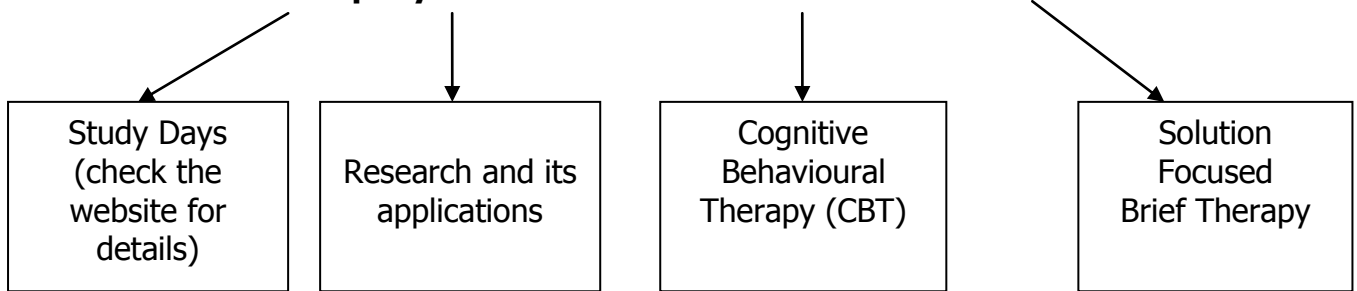 Study Days
(check the
website for
details)
Research and its
applications
Cognitive
Behavioural
Therapy (CBT)
Solution
Focused
Brief Therapy